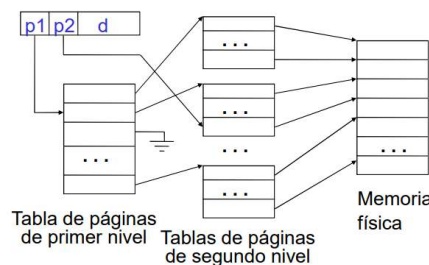 p1 p2 d
...
...
...
...
...
...
Tabla de páginas
de primer nivel
Tablas de páginas
de segundo nivel
Memoria
física